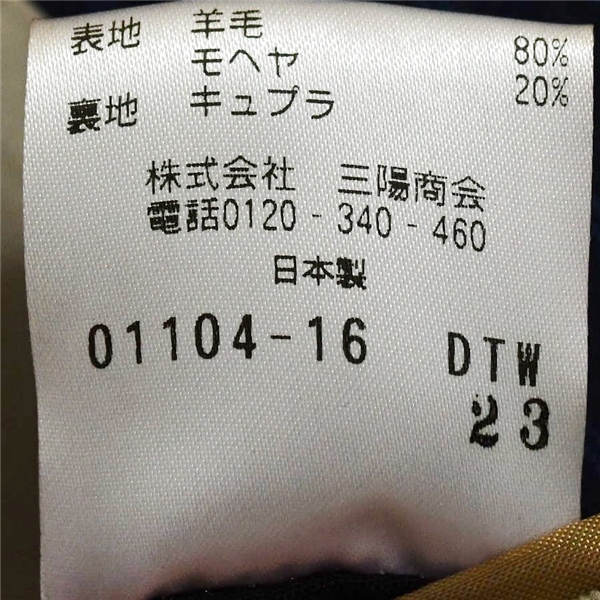 表地 羊毛 80%
モヘヤ 20%
裏地 キュプラ
株式会社 三陽商会
電話0120-340-460
日本製
01104-16 DTW
23